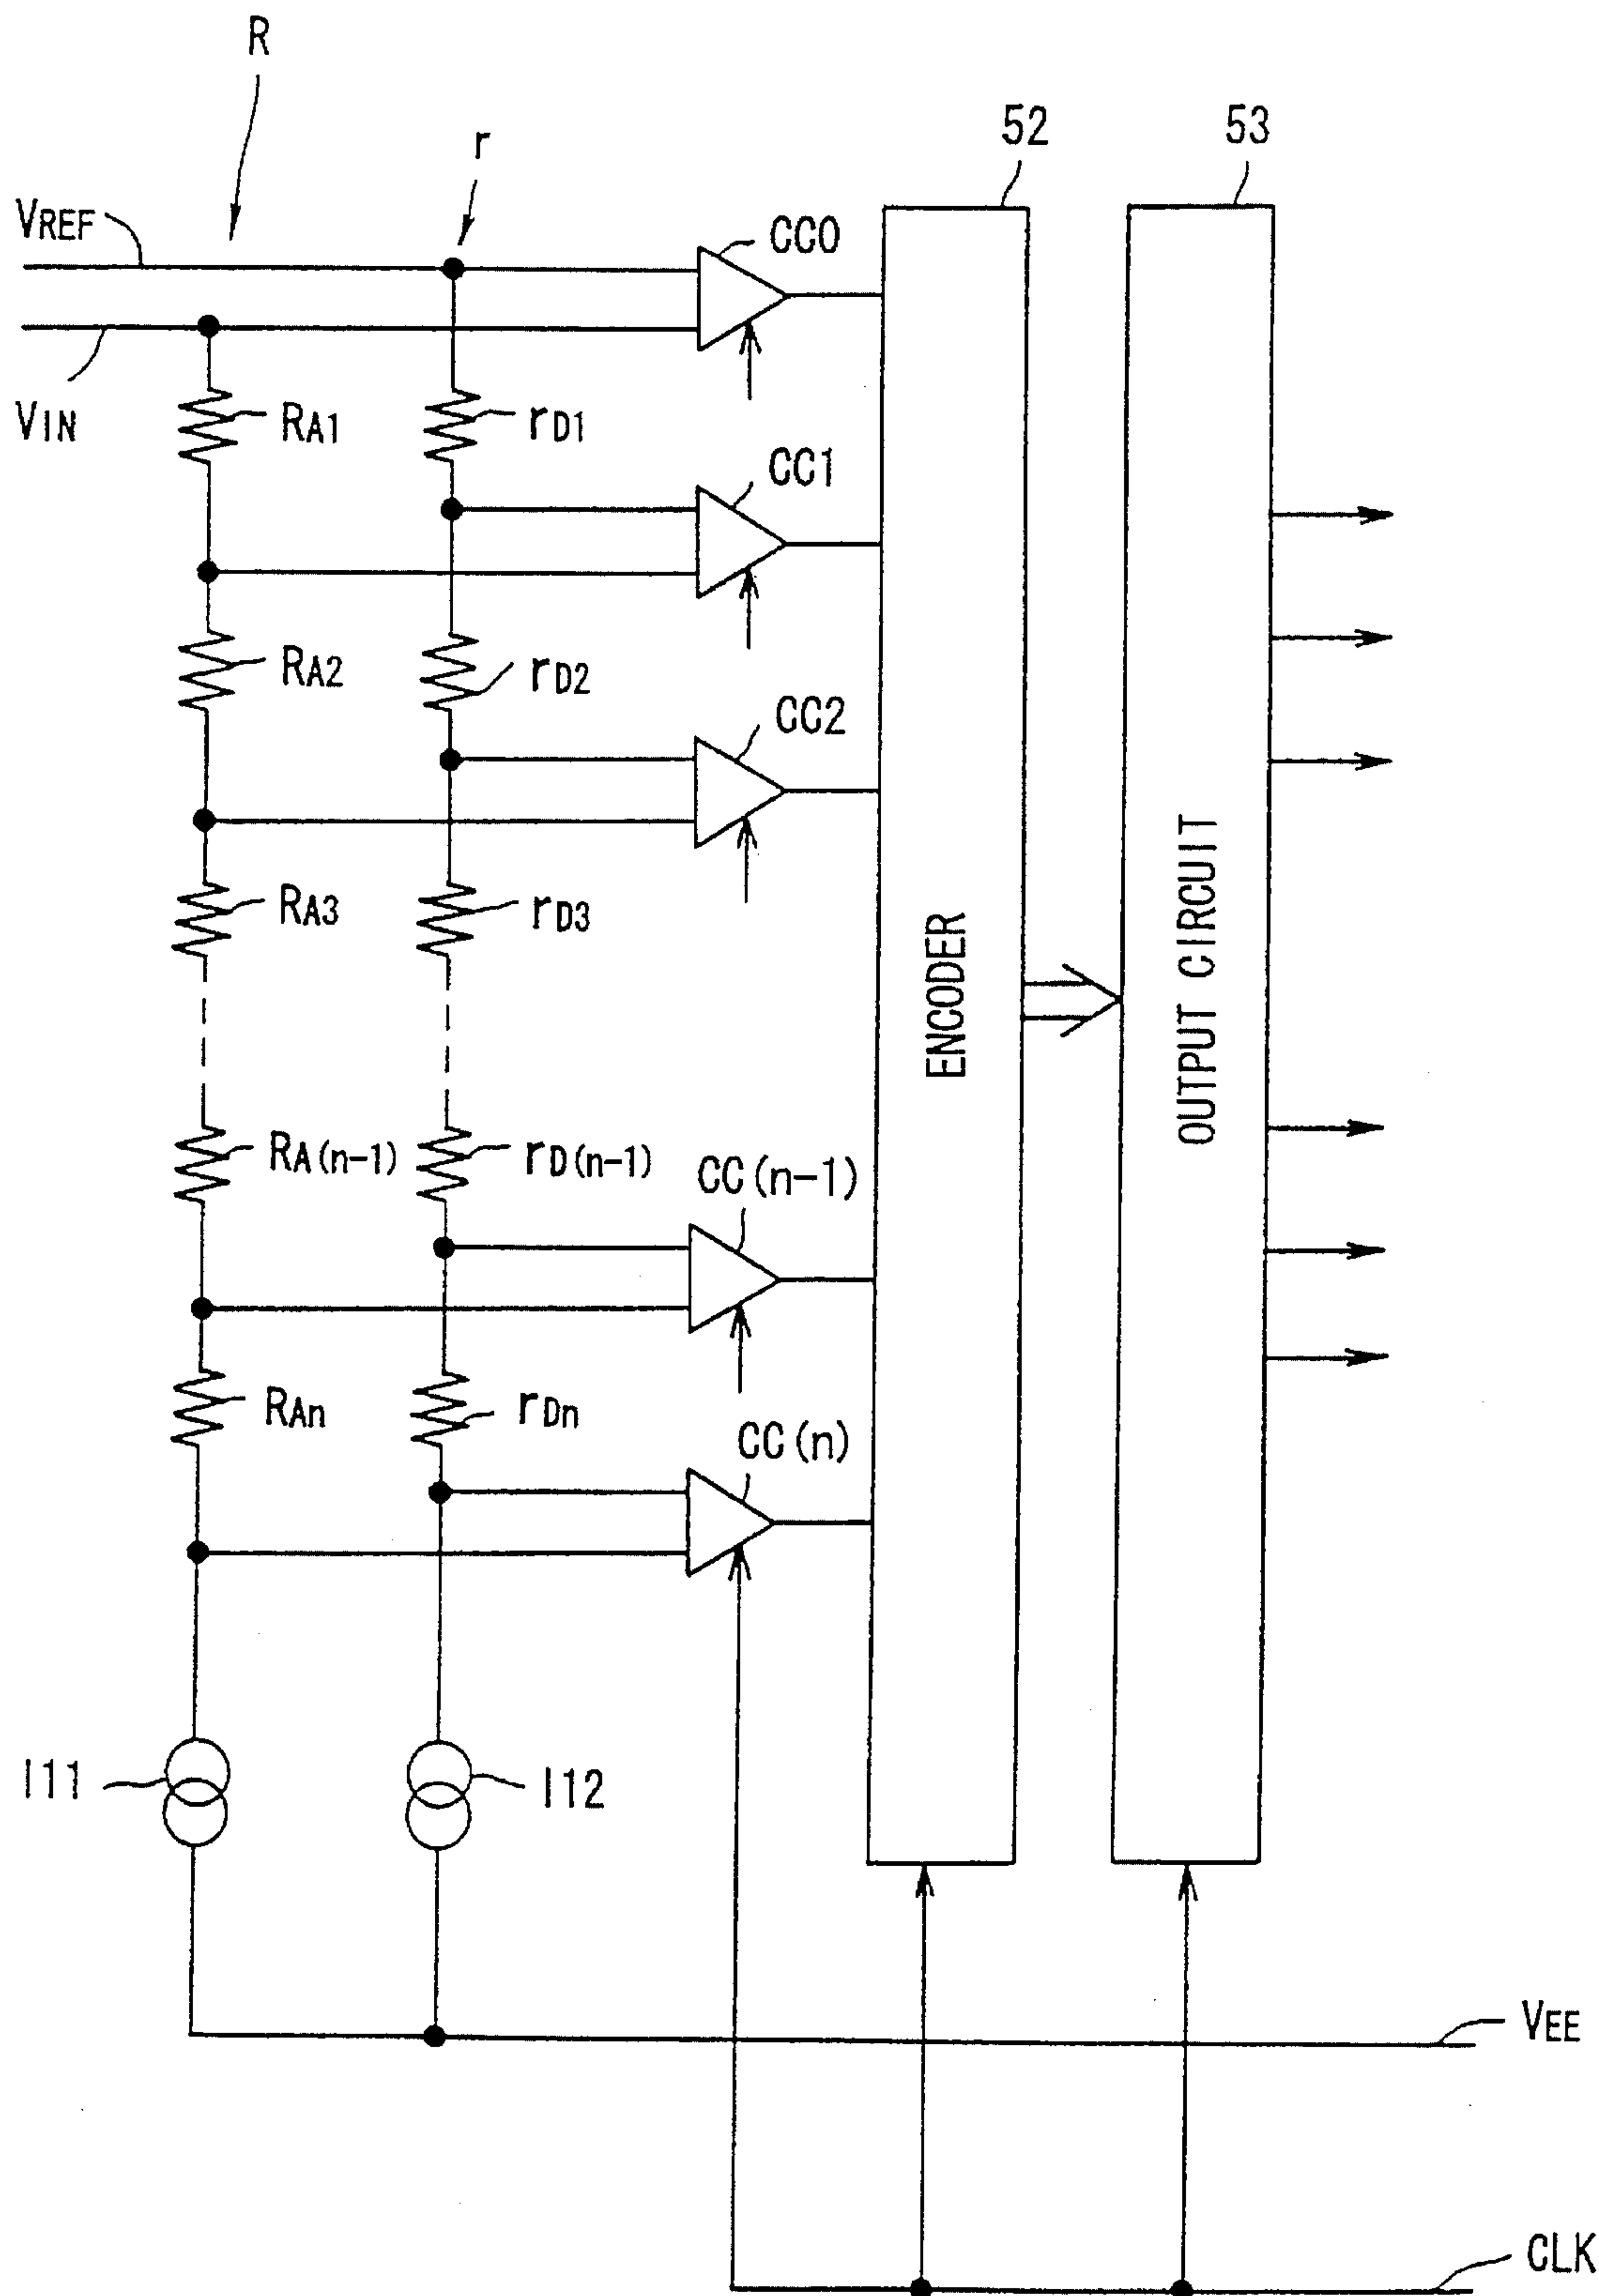 R
r
52
53
VREF
CC0
VIN
RA1
rD1
CC1
RA2
rD2
CC2
RA3
rD3
ENCODER
OUTPUT CIRCUIT
RA(n-1)
rD(n-1)
CC(n-1)
RAn
rDn
CC(n)
I11
I12
VEE
CLK